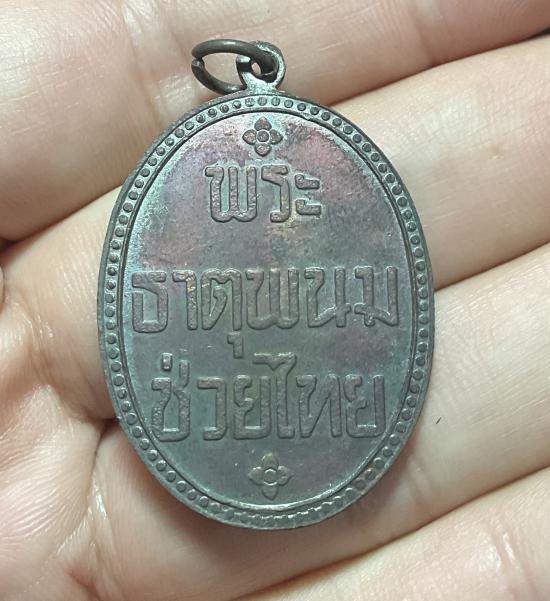 พระ
ธาตุพนม
ช่วยไทย